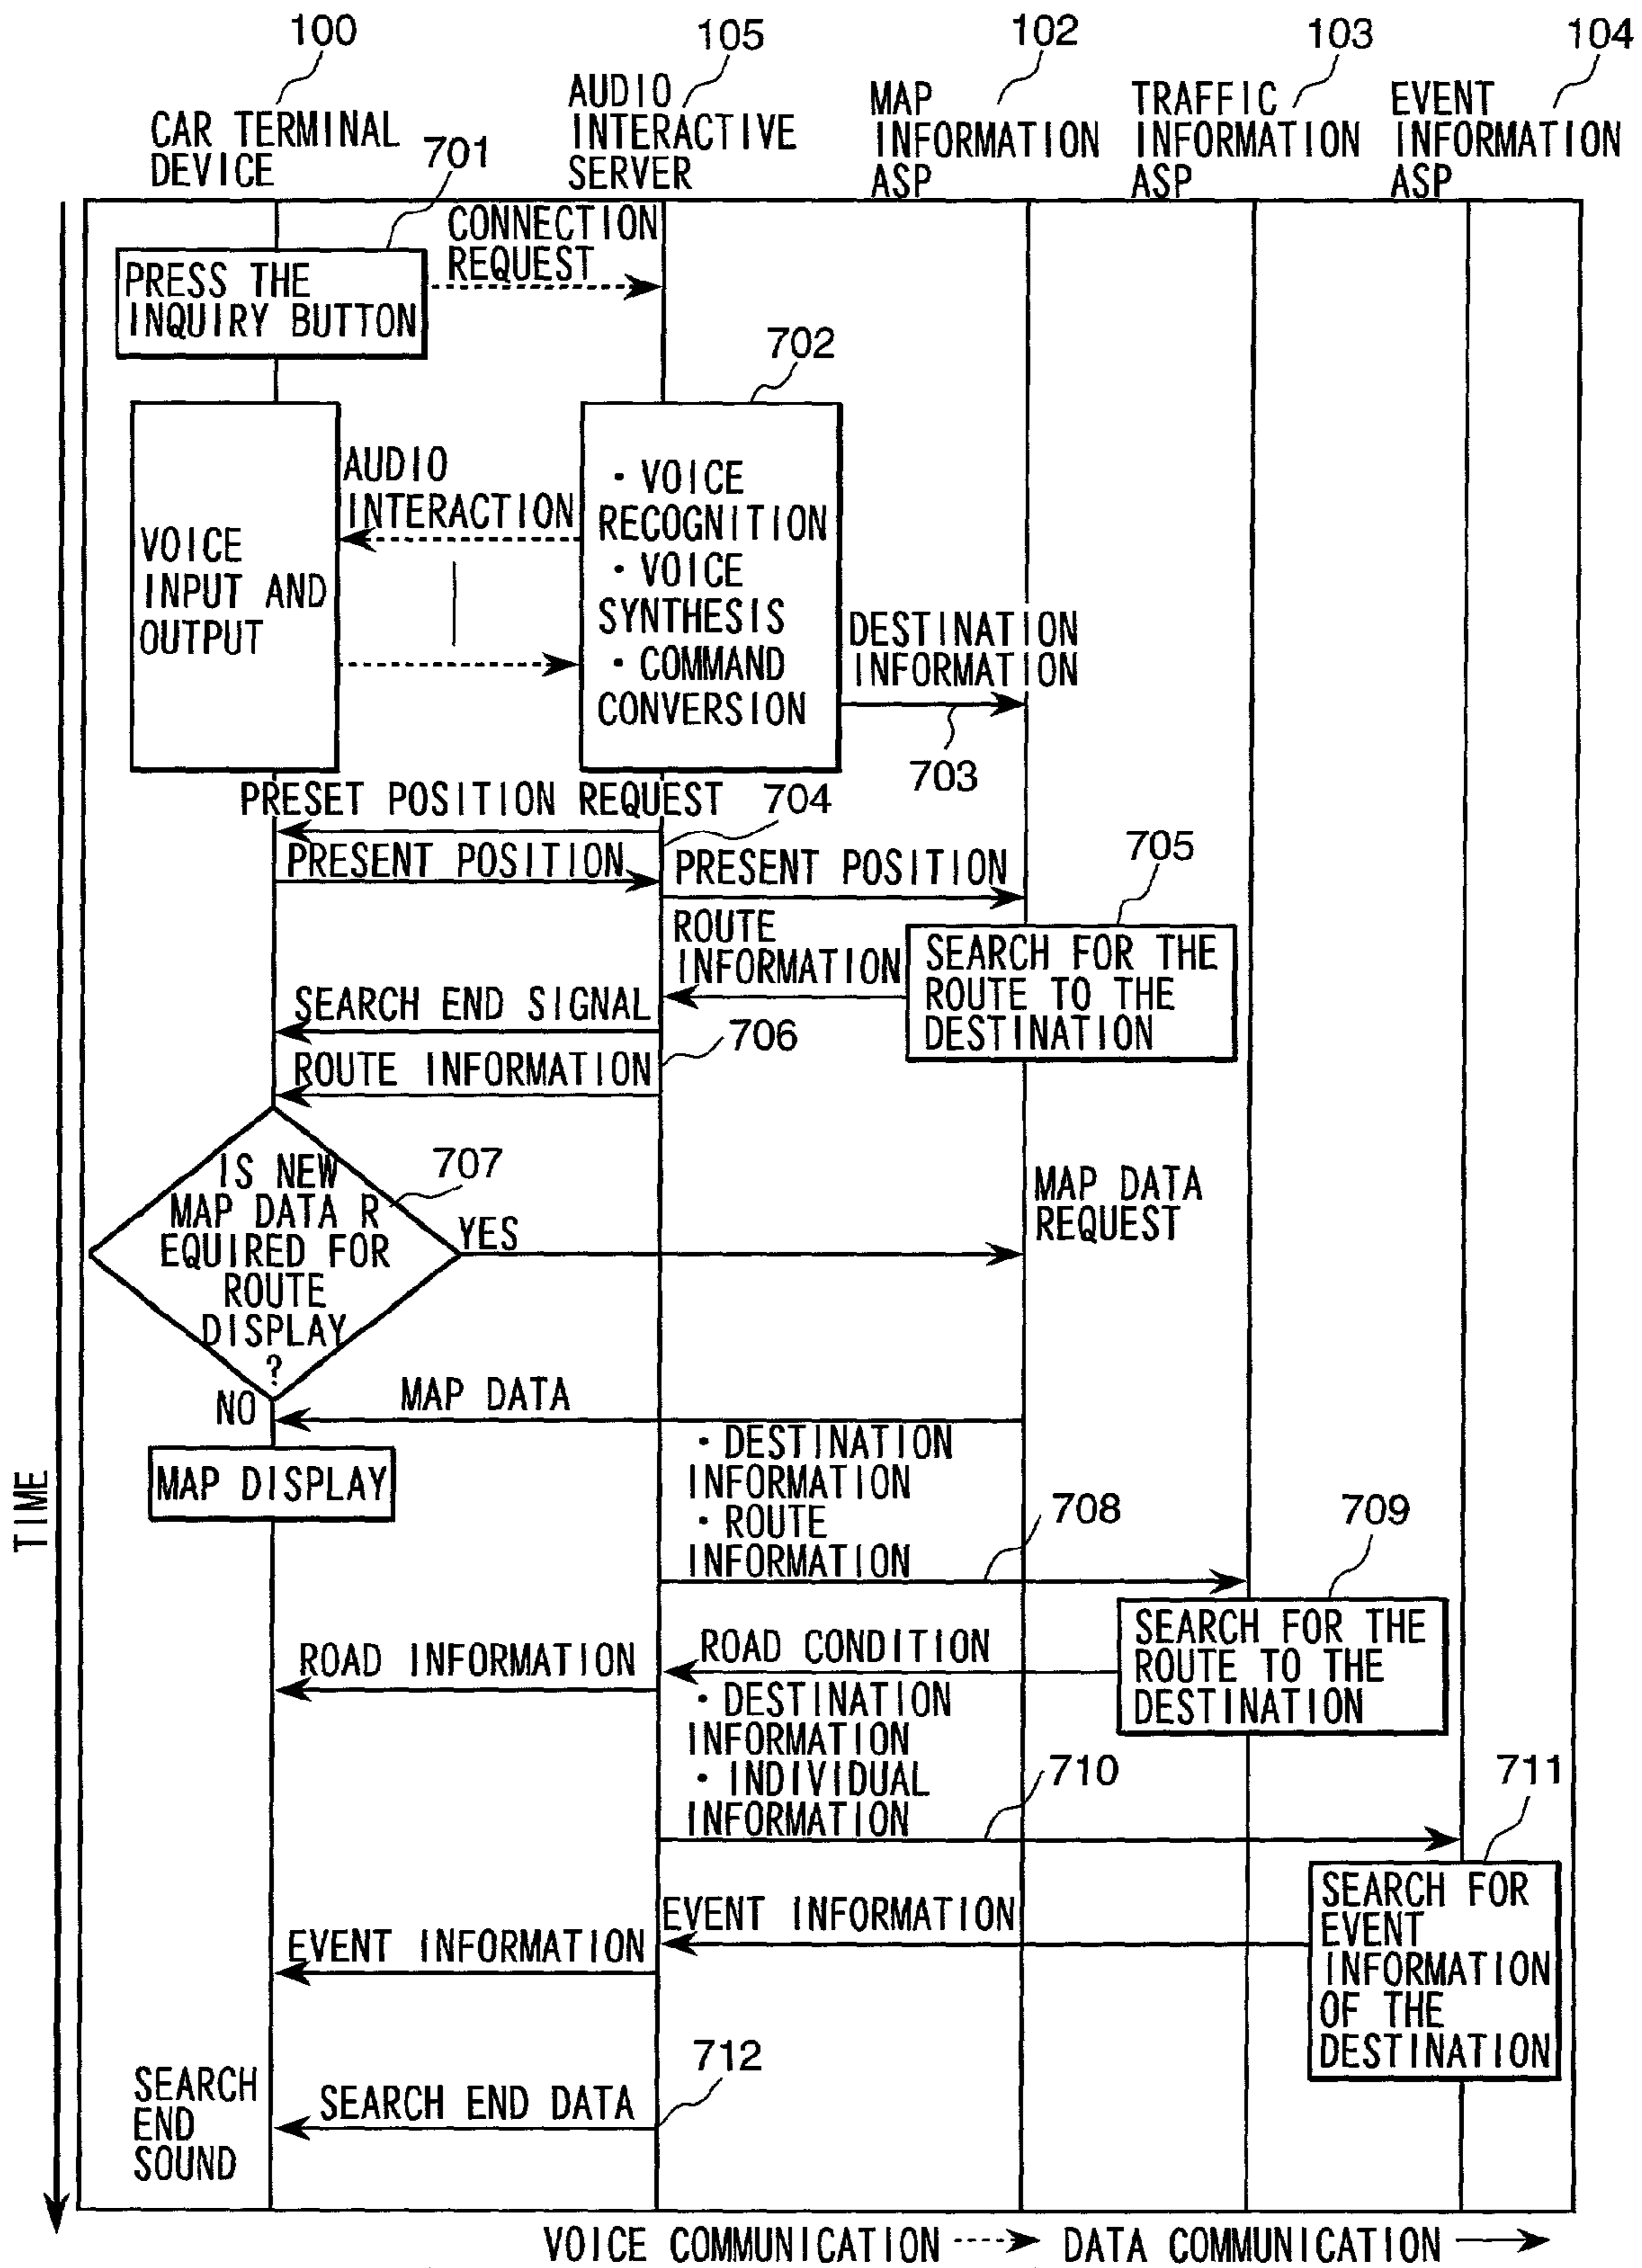 100
105
102
103
104
CAR TERMINAL
DEVICE
AUDIO
INTERACTIVE
SERVER
MAP
INFORMATION
ASP
TRAFFIC
INFORMATION
ASP
EVENT
INFORMATION
ASP
701
CONNECTION
REQUEST
PRESS THE
INQUIRY BUTTON
702
VOICE
INPUT AND
OUTPUT
AUDIO
INTERACTION
・VOICE
RECOGNITION
・VOICE
SYNTHESIS
・COMMAND
CONVERSION
DESTINATION
INFORMATION
703
PRESET POSITION REQUEST
704
PRESENT POSITION
PRESENT POSITION
705
ROUTE
INFORMATION
SEARCH FOR THE
ROUTE TO THE
DESTINATION
SEARCH END SIGNAL
706
ROUTE INFORMATION
IS NEW
MAP DATA R
EQUIRED FOR
ROUTE
DISPLAY
?
707
YES
MAP DATA
REQUEST
NO
MAP DATA
MAP DISPLAY
・DESTINATION
INFORMATION
・ROUTE
INFORMATION
708
709
SEARCH FOR THE
ROUTE TO THE
DESTINATION
ROAD CONDITION
ROAD INFORMATION
・DESTINATION
INFORMATION
・INDIVIDUAL
INFORMATION
710
711
SEARCH FOR
EVENT
INFORMATION
OF THE
DESTINATION
EVENT INFORMATION
EVENT INFORMATION
712
SEARCH END DATA
SEARCH
END
SOUND
TIME
VOICE COMMUNICATION
DATA COMMUNICATION